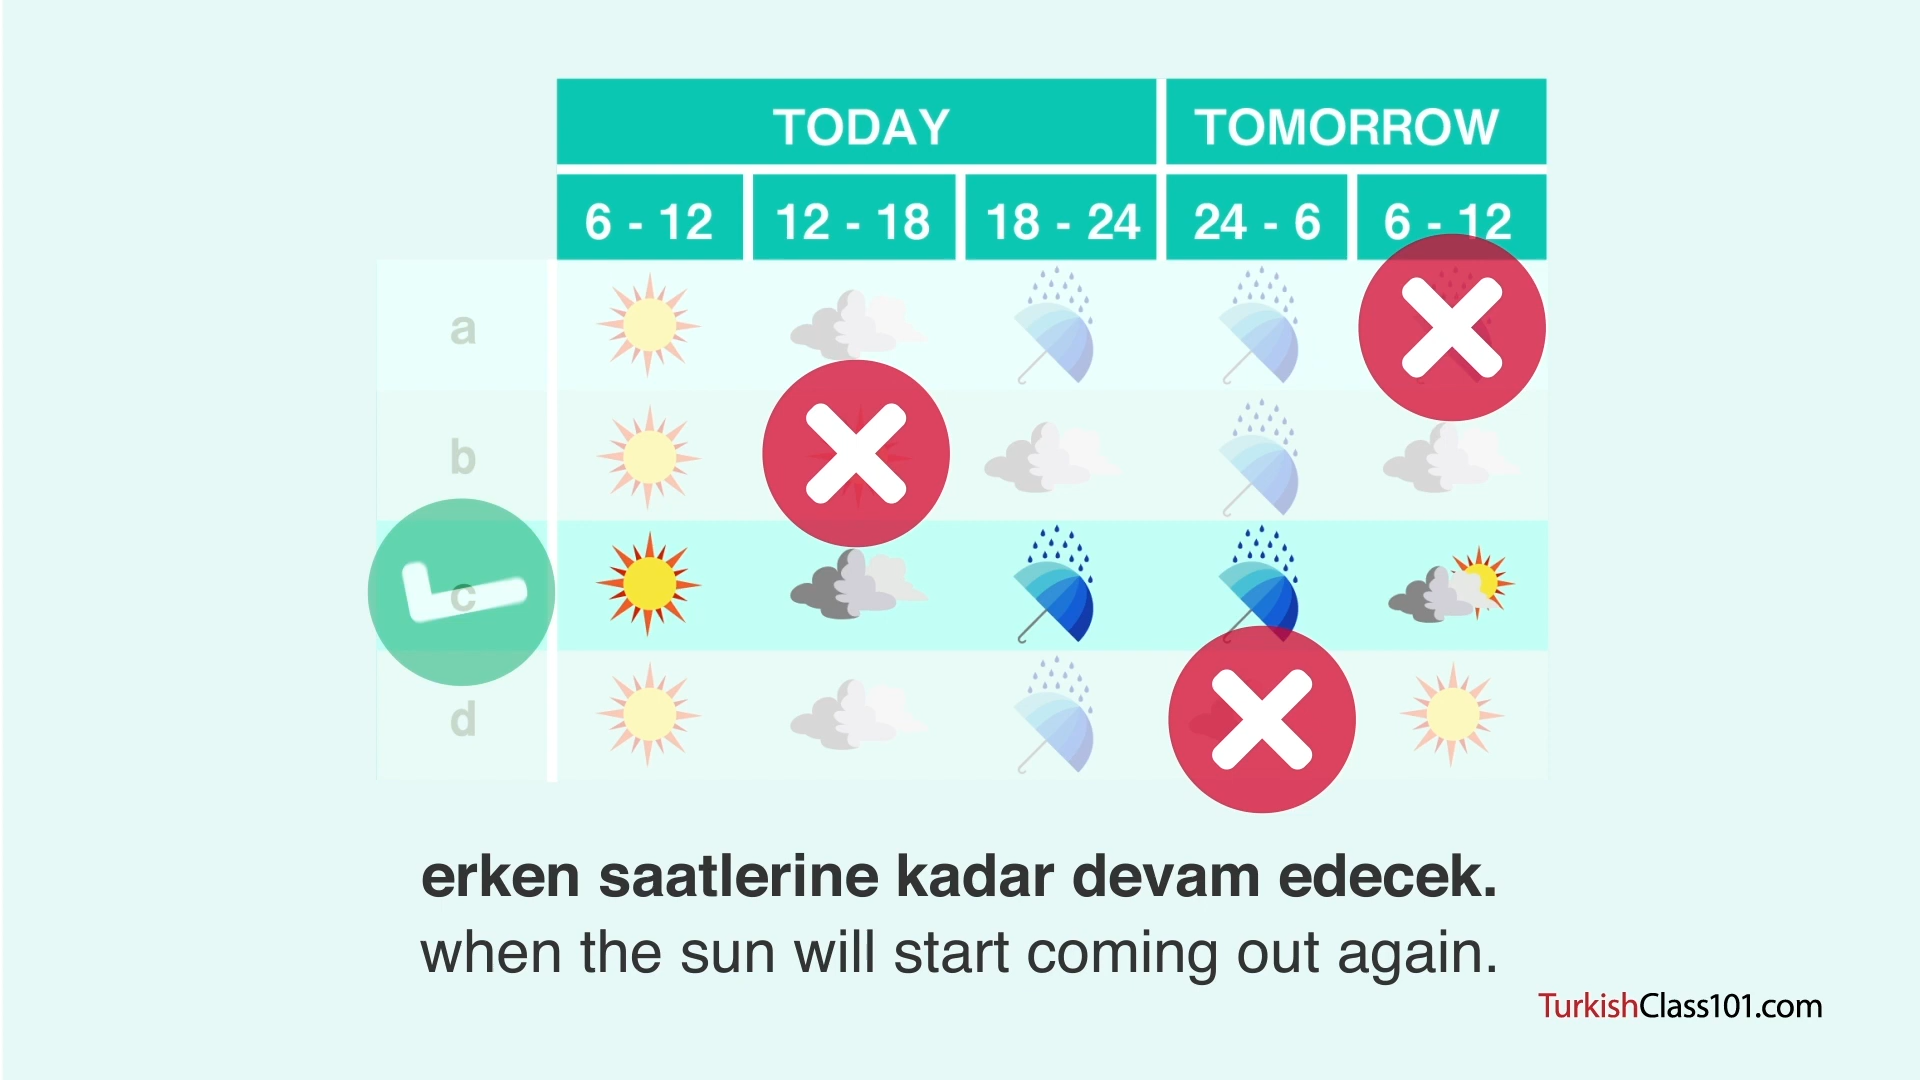 TODAY TOMORROW
6 - 12 12 - 18 18 - 24 24 - 6 6 - 12
a
b
c
d
erken saatlerine kadar devam edecek.
when the sun will start coming out again.
TurkishClass101.com